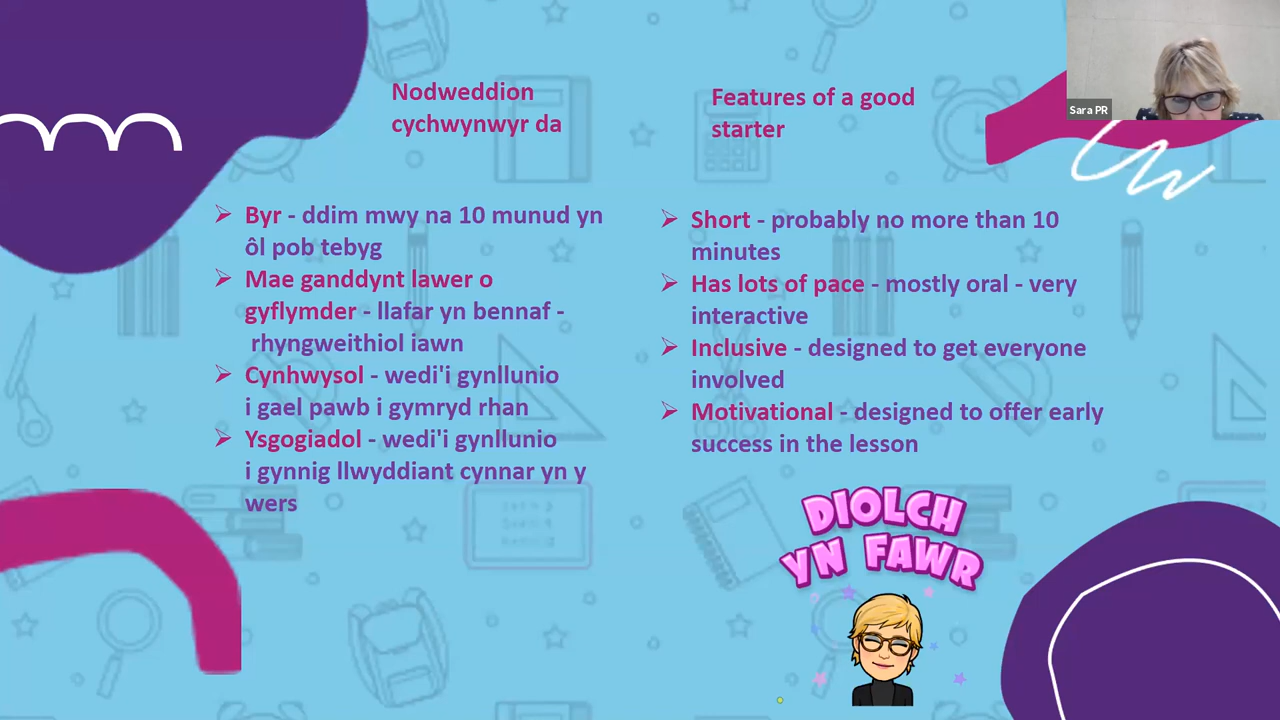 Nodweddion
cychwynwyr da
Byr - ddim mwy na 10 munud yn
ôl pob tebyg
Mae ganddynt lawer o
gyflymder - llafar yn bennaf -
rhyngweithiol iawn
Cynhwysol - wedi'i gynllunio
i gael pawb i gymryd rhan
Ysgogiadol - wedi'i gynllunio
i gynnig llwyddiant cynnar yn y
wers
Features of a good
starter
Short - probably no more than 10
minutes
Has lots of pace - mostly oral - very
interactive
Inclusive - designed to get everyone
involved
Motivational - designed to offer early
success in the lesson
DIOLCH
YN FAWR
Sara PR